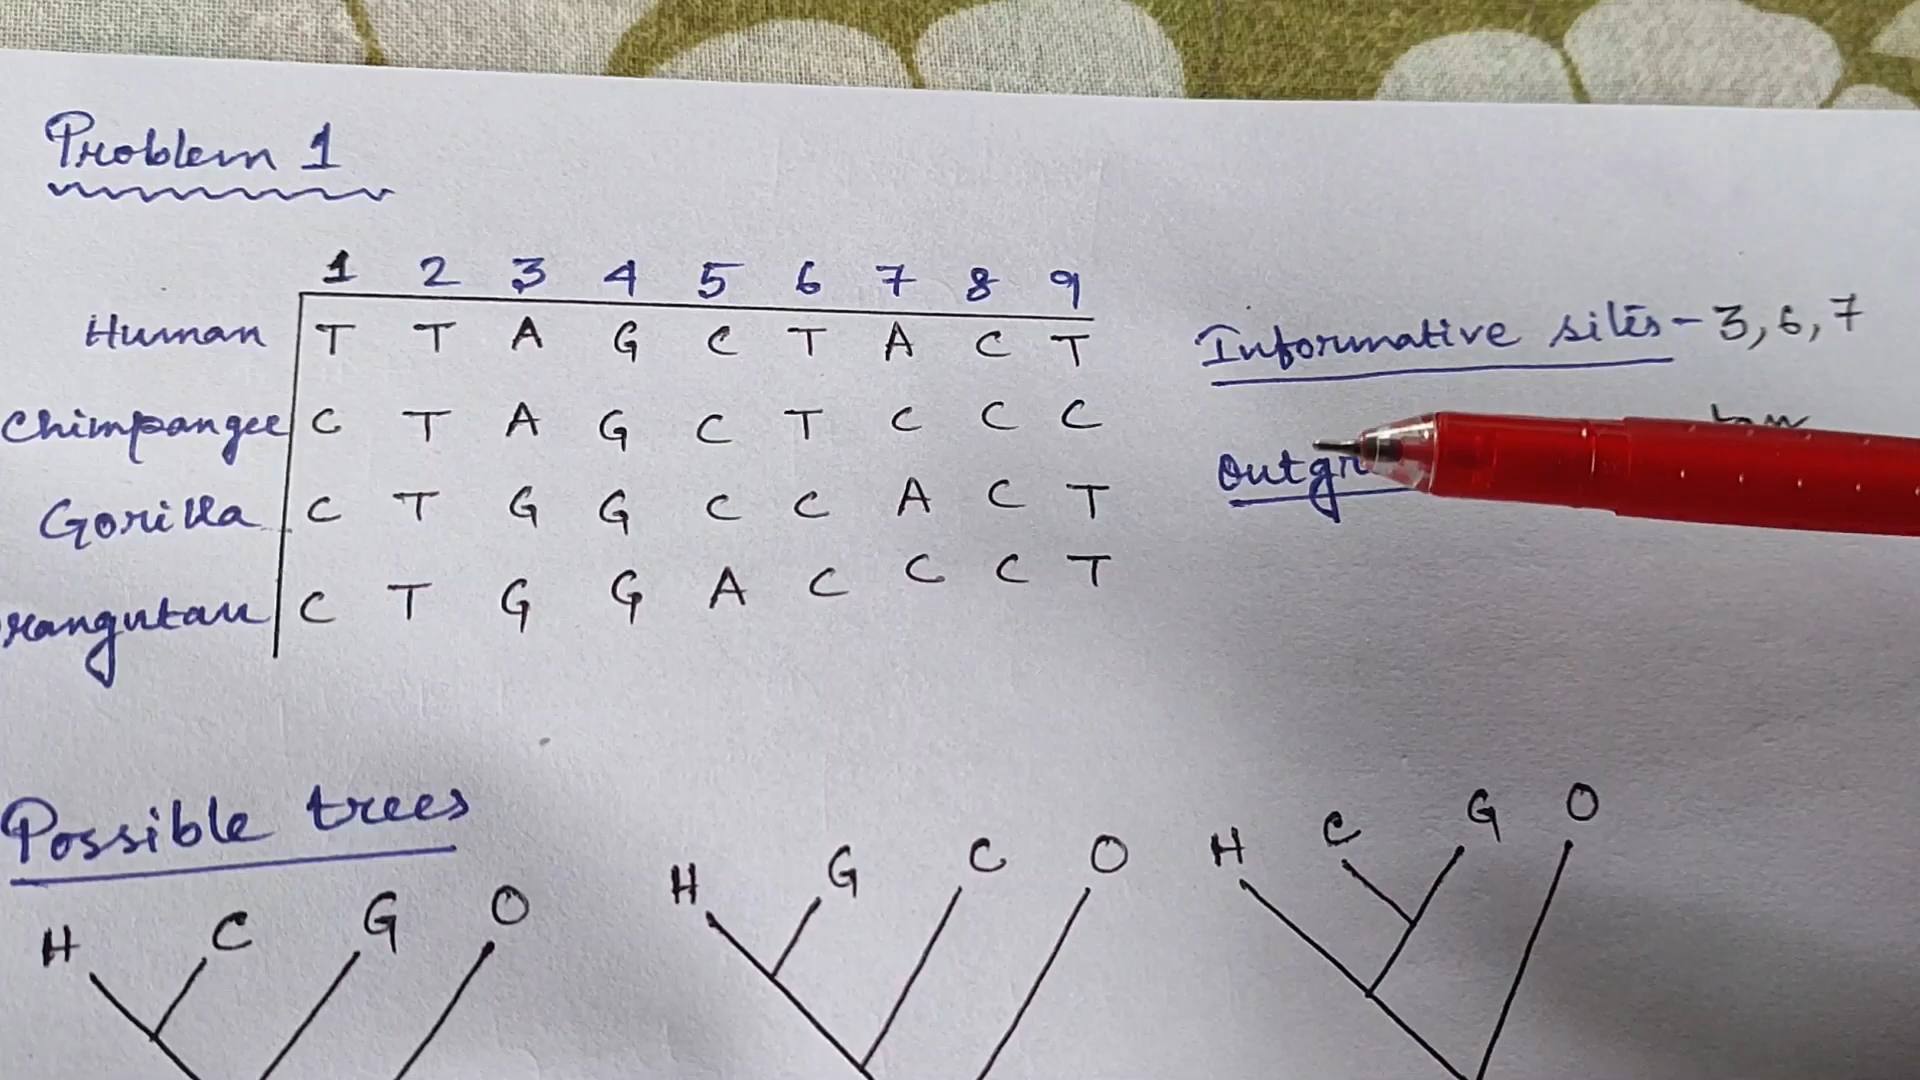 Problem 1
1 2 3 4 5 6 7 8 9
Human T T A G C T A C T
Informative sites - 3, 6, 7
Chimpangee C T A G C T C C C
Gorilla C T G G C C A C T
rangutan C T G G A C C C T
Possible trees
H C G O
H G C O
H C G O